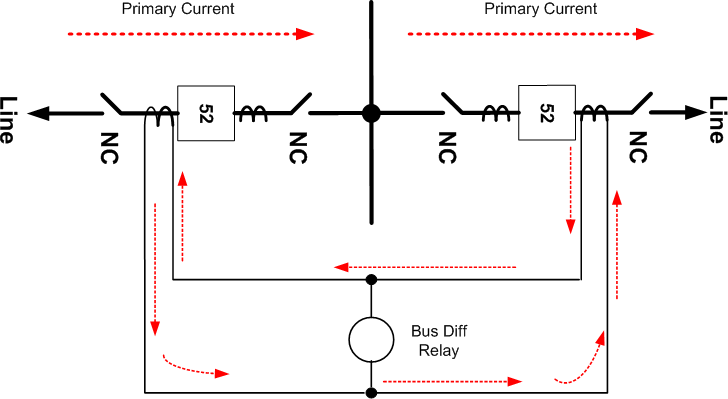 Primary Current
Primary Current
Line
NC
52
NC
NC
52
NC
Line
Bus Diff
Relay